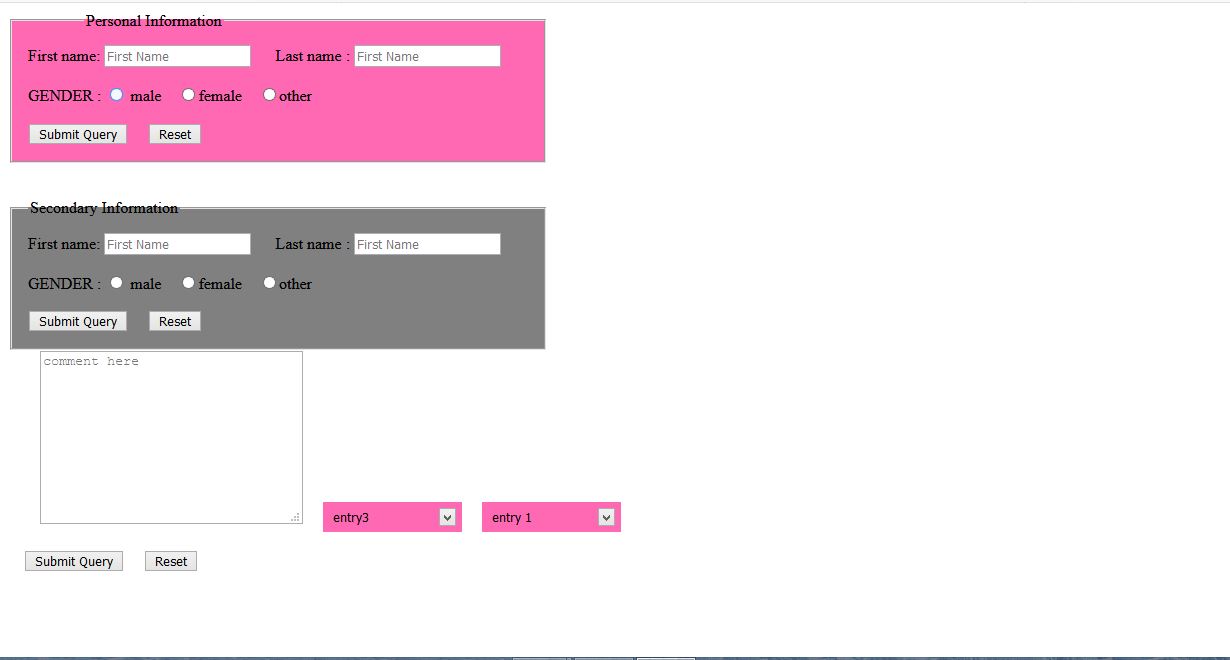 Personal Information
First name: First Name Last name : First Name
GENDER : male female other
Submit Query Reset
Secondary Information
First name: First Name Last name : First Name
GENDER : male female other
Submit Query Reset
comment here
entry3 entry 1
Submit Query Reset